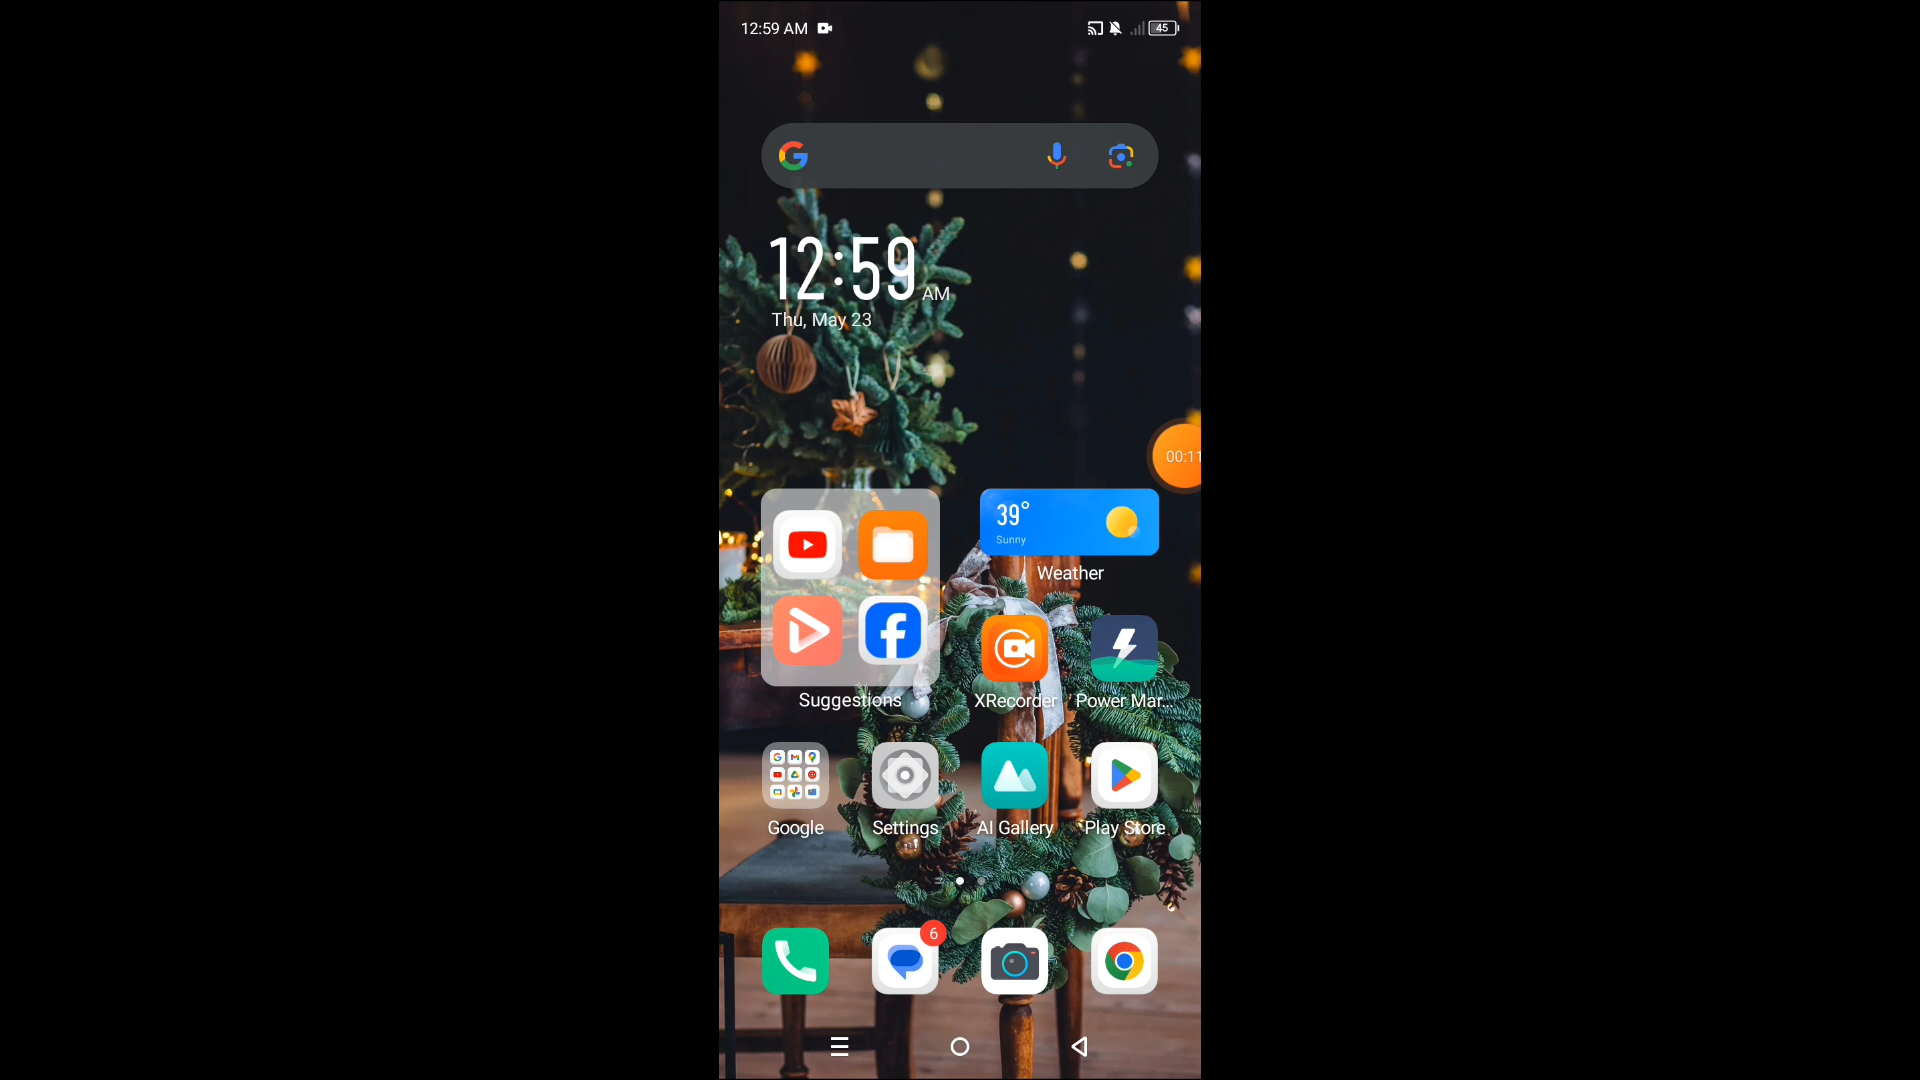 12:59 AM
45
12:59 AM
Thu, May 23
00:11
39°
Sunny
Weather
Suggestions
XRecorder
Power Mar...
Google
Settings
AI Gallery
Play Store
6